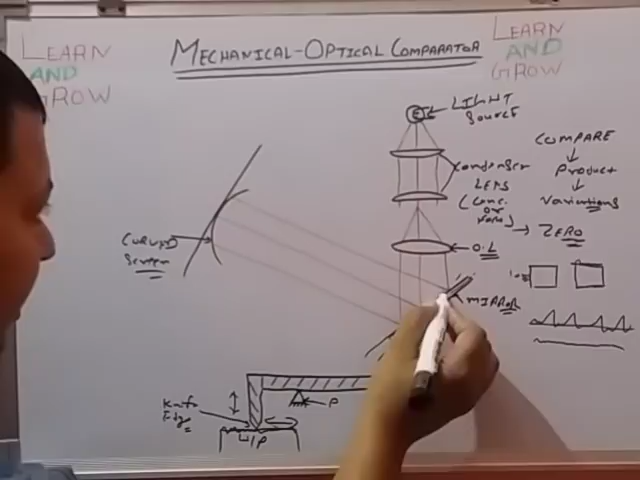 LEARN
AND
GROW
MECHANICAL-OPTICAL COMPARATOR
LEARN
AND
GROW
LIGHT
SOURCE
COMPARE
Product
Variations
ZERO
Condenser
LENS
O.L
MIRROR
CURVED
Screen
Knife
Edge
P
W/P